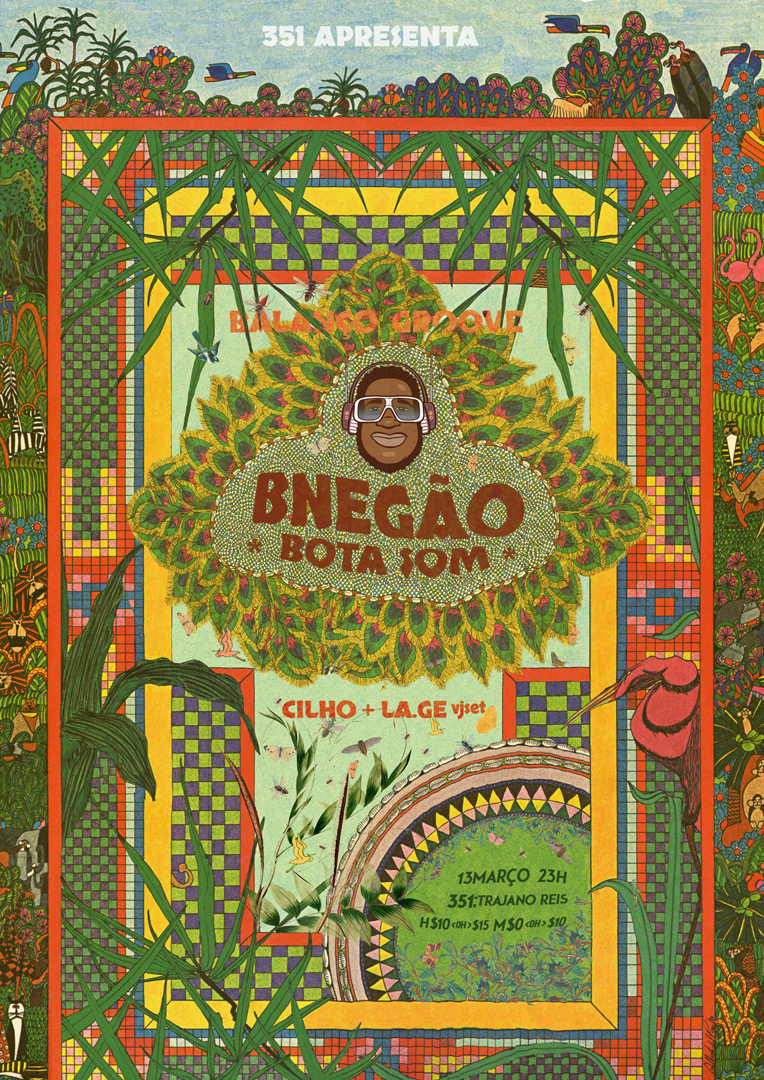 351 APRESENTA
BALANÇO GROOVE
BNEGÃO
* BOTA SOM *
CILHO + LA.GE vjset
13MARÇO 23H
351:TRAJANO REIS
H$10<0H>$15 M$0<0H>$10